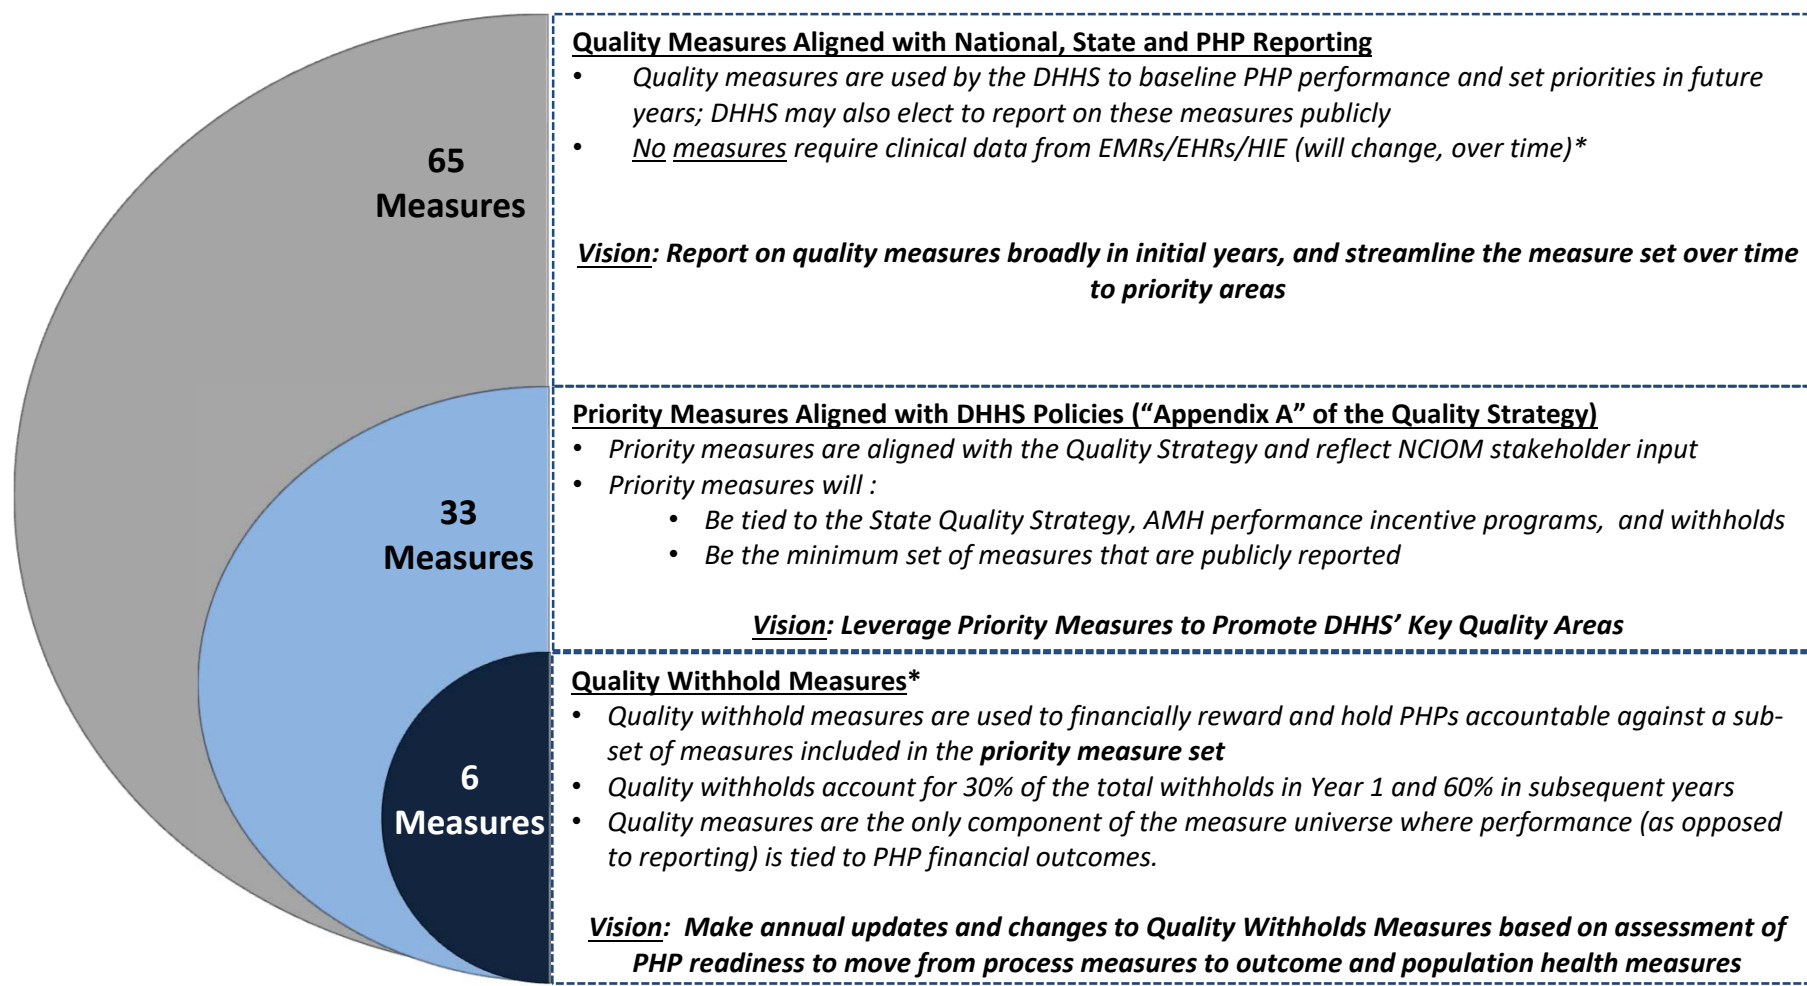 65
Measures
Quality Measures Aligned with National, State and PHP Reporting
• Quality measures are used by the DHHS to baseline PHP performance and set priorities in future
years; DHHS may also elect to report on these measures publicly
• No measures require clinical data from EMRs/EHRs/HIE (will change, over time)*
Vision: Report on quality measures broadly in initial years, and streamline the measure set over time
to priority areas
33
Measures
Priority Measures Aligned with DHHS Policies (“Appendix A” of the Quality Strategy)
• Priority measures are aligned with the Quality Strategy and reflect NCIOM stakeholder input
• Priority measures will :
• Be tied to the State Quality Strategy, AMH performance incentive programs,  and withholds
• Be the minimum set of measures that are publicly reported
Vision: Leverage Priority Measures to Promote DHHS’ Key Quality Areas
6
Measures
Quality Withhold Measures*
• Quality withhold measures are used to financially reward and hold PHPs accountable against a sub-
set of measures included in the priority measure set
• Quality withholds account for 30% of the total withholds in Year 1 and 60% in subsequent years
• Quality measures are the only component of the measure universe where performance (as opposed
to reporting) is tied to PHP financial outcomes.
Vision:  Make annual updates and changes to Quality Withholds Measures based on assessment of
PHP readiness to move from process measures to outcome and population health measures